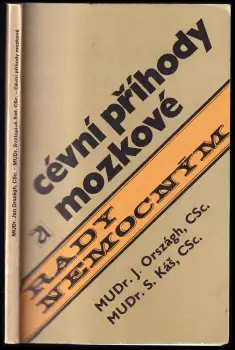 MUDr. Jan Országh, CSc. - MUDr. Svatopluk Káš, CSc. - Cévní příhody mozkové
cévní příhody
mozkové
a
RADY
NEMOCNÝM
MUDr. J. Országh, CSc.
MUDr. S. Káš, CSc.